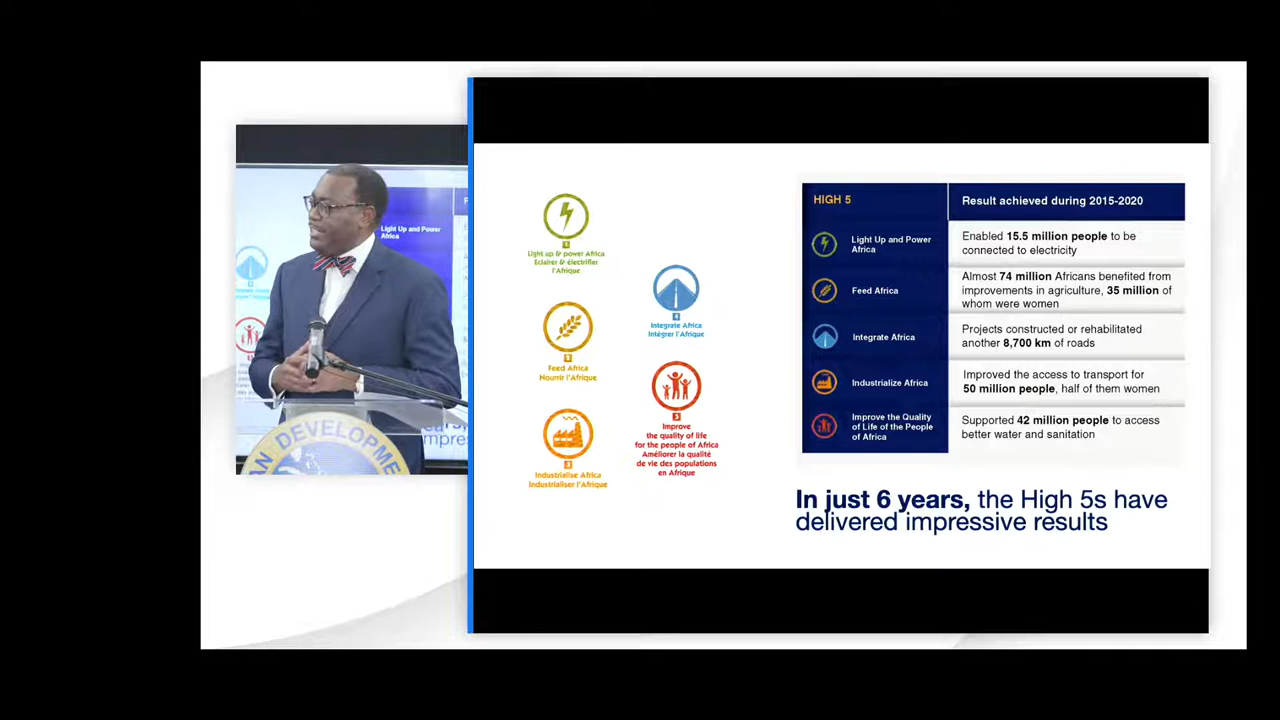 Light Up and Power
Africa
AN DEVELOPMEN
1
Light up & power Africa
Eclairer & électrifier
l'Afrique
2
Feed Africa
Nourrir l'Afrique
3
Industrialise Africa
Industrialiser l'Afrique
4
Integrate Africa
Intégrer l'Afrique
5
Improve
the quality of life
for the people of Africa
Améliorer la qualité
de vie des populations
en Afrique
HIGH 5
Result achieved during 2015-2020
Light Up and Power
Africa
Enabled 15.5 million people to be
connected to electricity
Feed Africa
Almost 74 million Africans benefited from
improvements in agriculture, 35 million of
whom were women
Integrate Africa
Projects constructed or rehabilitated
another 8,700 km of roads
Industrialize Africa
Improved the access to transport for
50 million people, half of them women
Improve the Quality
of Life of the People
of Africa
Supported 42 million people to access
better water and sanitation
In just 6 years, the High 5s have
delivered impressive results